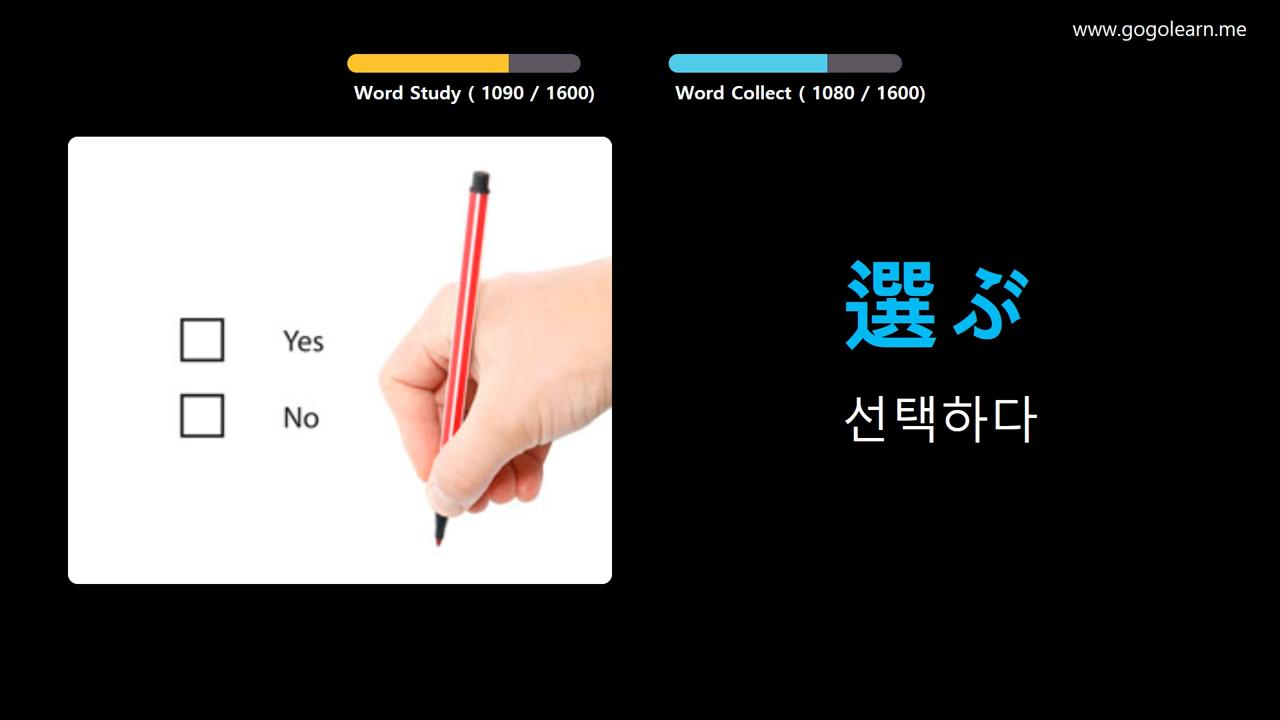 www.gogolearn.me
Word Study ( 1090 / 1600)
Word Collect ( 1080 / 1600)
Yes
No
選ぶ
선택하다